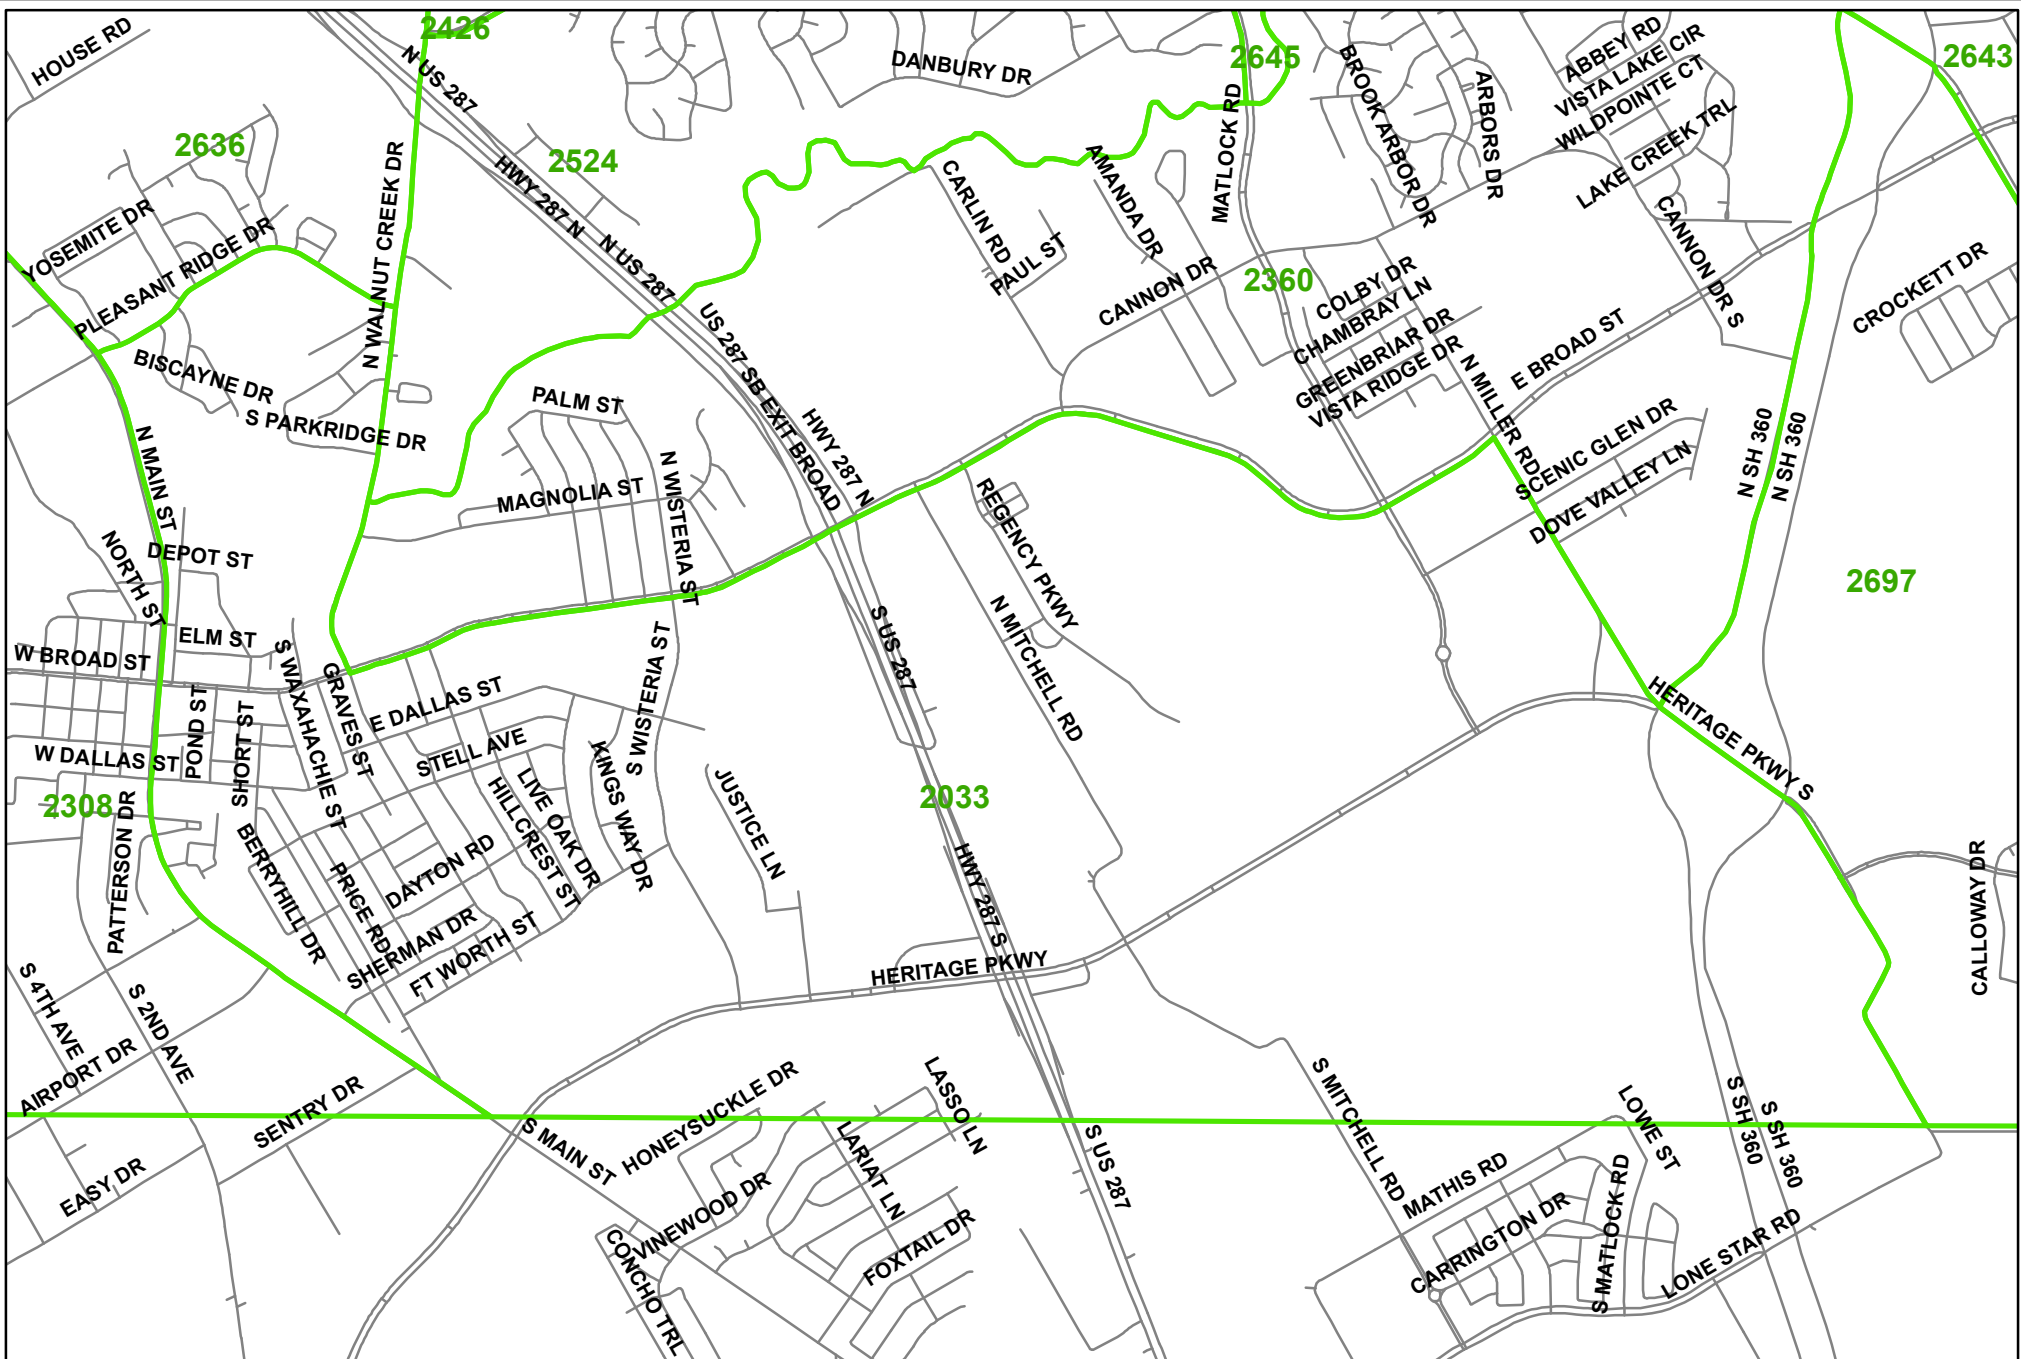 2426
HOUSE RD
N US 287
DANBURY DR
2645
BROOK ARBOR DR
ARBORS DR
ABBEY RD
VISTA LAKE CIR
WILDPOINTE CT
LAKE CREEK TRL
2643
2636
2524
HWY 287 N
N WALNUT CREEK DR
MATLOCK RD
AMANDA DR
CARLIN RD
PAUL ST
CANNON DR
YOSEMITE DR
PLEASANT RIDGE DR
N US 287
2360
CANNON DR S
CROCKETT DR
COLBY DR
CHAMBRAY LN
GREENBRIAR DR
VISTA RIDGE DR
E BROAD ST
N MILLER RD
BISCAYNE DR
S PARKRIDGE DR
US 287 SB EXIT BROAD
HWY 287 N
PALM ST
MAGNOLIA ST
N WISTERIA ST
N MAIN ST
SCENIC GLEN DR
DOVE VALLEY LN
N SH 360
N SH 360
REGENCY PKWY
NORTH ST
DEPOT ST
2697
ELM ST
W BROAD ST
S WAXAHACHIE ST
GRAVES ST
S US 287
N MITCHELL RD
E DALLAS ST
S WISTERIA ST
POND ST
SHORT ST
W DALLAS ST
STELL AVE
KINGS WAY DR
LIVE OAK DR
HILLCREST ST
JUSTICE LN
HERITAGE PKWY S
2308
2033
PATTERSON DR
BERRYHILL DR
PRICE RD
DAYTON RD
SHERMAN DR
FT WORTH ST
HWY 287 S
HERITAGE PKWY
CALLOWAY DR
S 4TH AVE
S 2ND AVE
AIRPORT DR
SENTRY DR
EASY DR
S MAIN ST
HONEYSUCKLE DR
LASSO LN
LARIAT LN
VINEWOOD DR
CONCHO TRL
FOXTAIL DR
S US 287
S MITCHELL RD
MATHIS RD
LOWE ST
S SH 360
S SH 360
CARRINGTON DR
S MATLOCK RD
LONE STAR RD